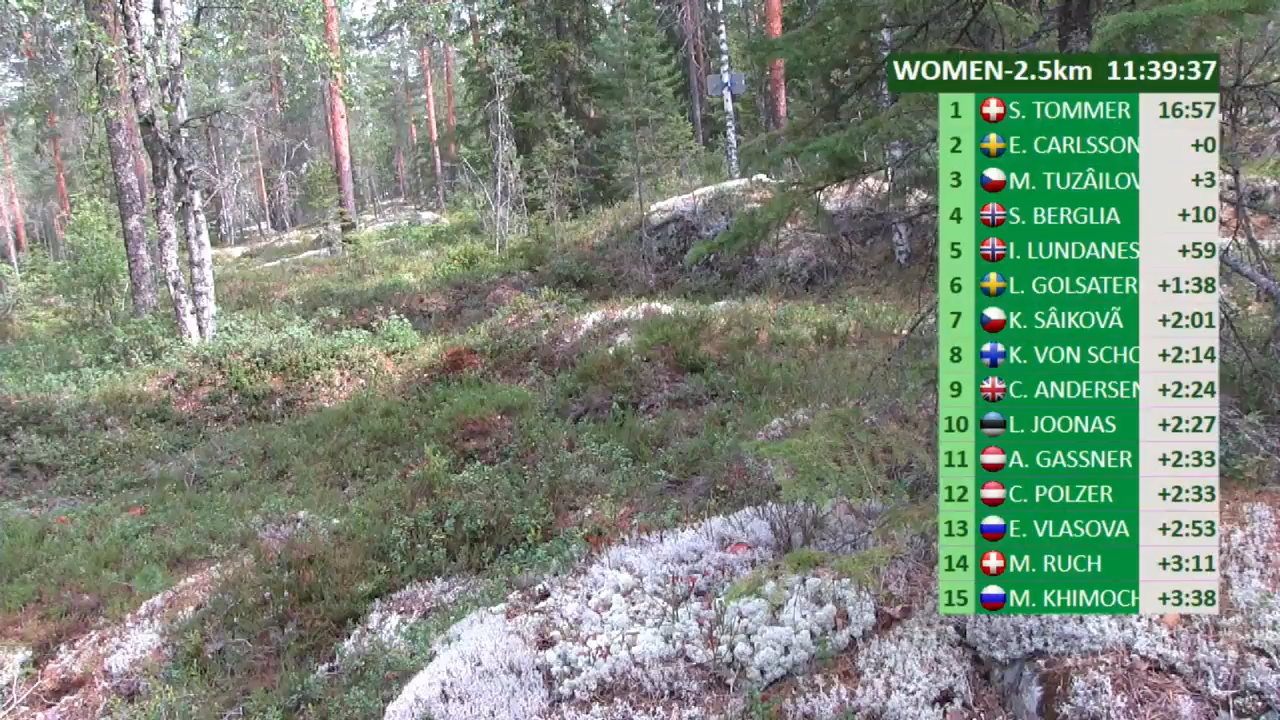 WOMEN-2.5km 11:39:37
1 S. TOMMER 16:57
2 E. CARLSSON +0
3 M. TUZÂILOV +3
4 S. BERGLIA +10
5 I. LUNDANES +59
6 L. GOLSATER +1:38
7 K. SÂIKOVÃ +2:01
8 K. VON SCHO +2:14
9 C. ANDERSEN +2:24
10 L. JOONAS +2:27
11 A. GASSNER +2:33
12 C. POLZER +2:33
13 E. VLASOVA +2:53
14 M. RUCH +3:11
15 M. KHIMOCH +3:38